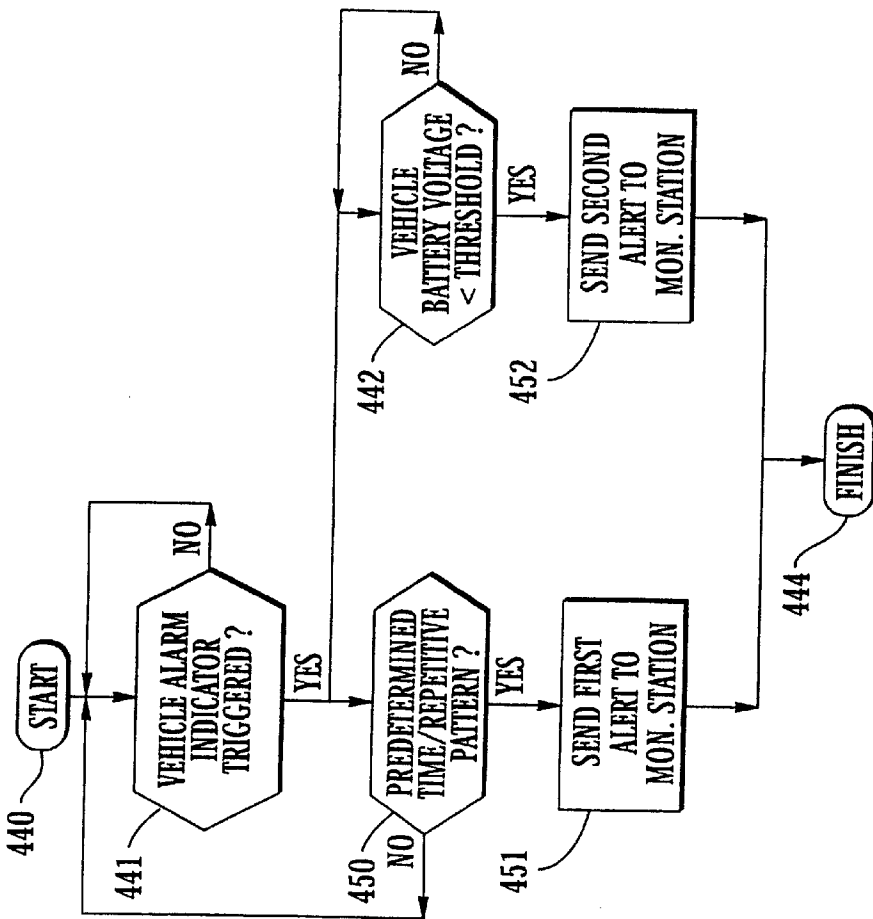 440
START
441
VEHICLE ALARM
INDICATOR
TRIGGERED ?
NO
YES
450
PREDETERMINED
TIME/REPETITIVE
PATTERN ?
NO
YES
451
SEND FIRST
ALERT TO
MON. STATION
442
VEHICLE
BATTERY VOLTAGE
< THRESHOLD ?
NO
YES
452
SEND SECOND
ALERT TO
MON. STATION
444
FINISH